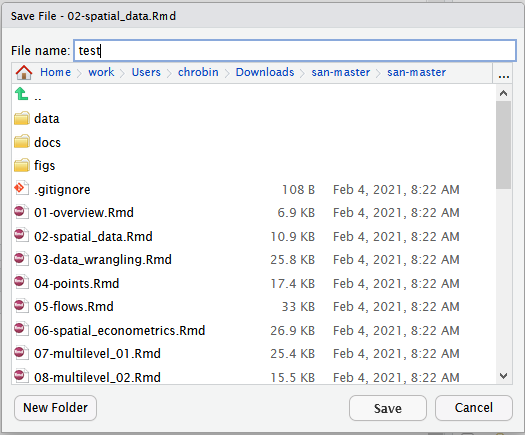 Save File - 02-spatial_data.Rmd
File name: test
Home > work > Users > chrobin > Downloads > san-master > san-master ...
..
data
docs
figs
.gitignore 108 B Feb 4, 2021, 8:22 AM
01-overview.Rmd 6.9 KB Feb 4, 2021, 8:22 AM
02-spatial_data.Rmd 10.9 KB Feb 4, 2021, 8:22 AM
03-data_wrangling.Rmd 25.8 KB Feb 4, 2021, 8:22 AM
04-points.Rmd 17.4 KB Feb 4, 2021, 8:22 AM
05-flows.Rmd 33 KB Feb 4, 2021, 8:22 AM
06-spatial_econometrics.Rmd 26.9 KB Feb 4, 2021, 8:22 AM
07-multilevel_01.Rmd 25.4 KB Feb 4, 2021, 8:22 AM
08-multilevel_02.Rmd 15.5 KB Feb 4, 2021, 8:22 AM
New Folder Save Cancel